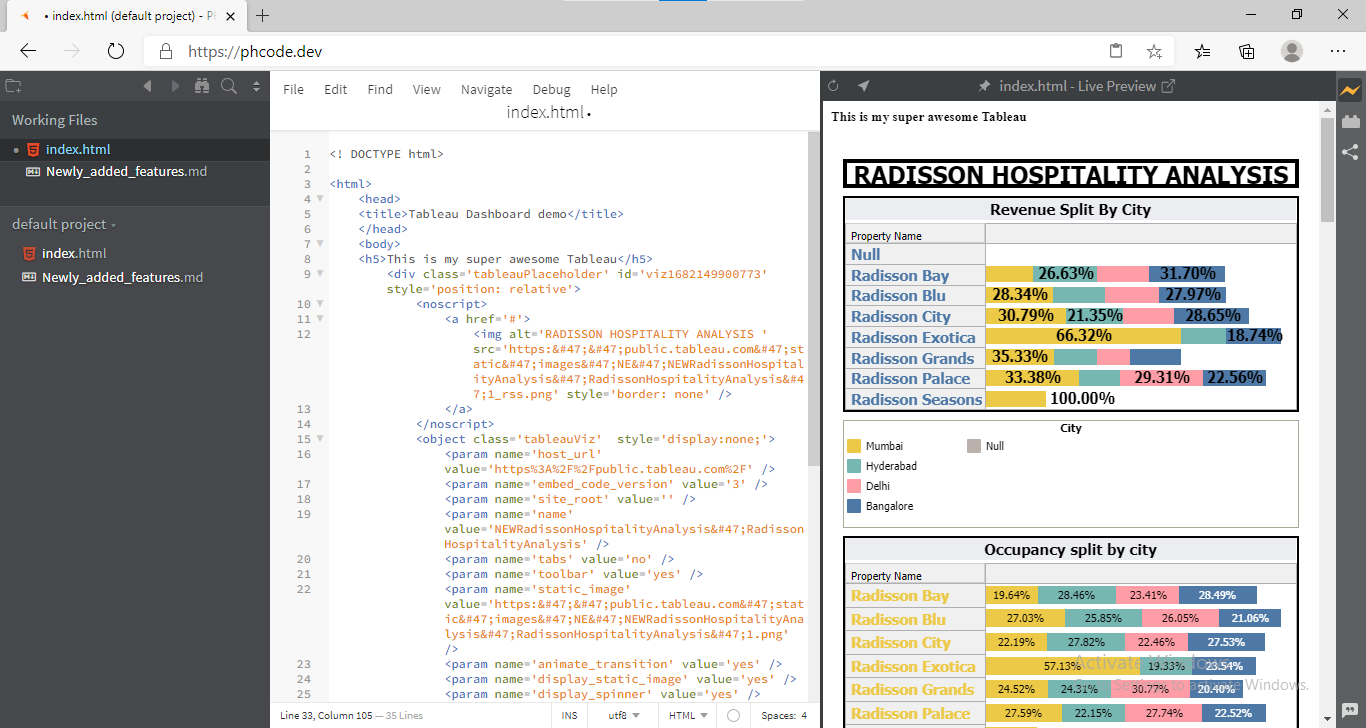 • index.html (default project) - P
https://phcode.dev
Working Files
index.html
Newly_added_features.md
default project
index.html
Newly_added_features.md
File Edit Find View Navigate Debug Help
index.html •
1 <! DOCTYPE html>
2
3 <html>
4 <head>
5 <title>Tableau Dashboard demo</title>
6 </head>
7 <body>
8 <h5>This is my super awesome Tableau</h5>
9 <div class='tableauPlaceholder' id='viz1682149900773'
style='position: relative'>
10 <noscript>
11 <a href='#'>
12 <img alt='RADISSON HOSPITALITY ANALYSIS '
src='https:&#47;&#47;public.tableau.com&#47;st
atic&#47;images&#47;NE&#47;NEWRadissonHospital
ityAnalysis&#47;RadissonHospitalityAnalysis&#4
7;1_rss.png' style='border: none' />
13 </a>
14 </noscript>
15 <object class='tableauViz'  style='display:none;'>
16 <param name='host_url'
value='https%3A%2F%2Fpublic.tableau.com%2F' />
17 <param name='embed_code_version' value='3' />
18 <param name='site_root' value='' />
19 <param name='name'
value='NEWRadissonHospitalityAnalysis&#47;Radisson
HospitalityAnalysis' />
20 <param name='tabs' value='no' />
21 <param name='toolbar' value='yes' />
22 <param name='static_image'
value='https:&#47;&#47;public.tableau.com&#47;stat
ic&#47;images&#47;NE&#47;NEWRadissonHospitalityAna
lysis&#47;RadissonHospitalityAnalysis&#47;1.png'
/>
23 <param name='animate_transition' value='yes' />
24 <param name='display_static_image' value='yes' />
25 <param name='display_spinner' value='yes' />
Line 33, Column 105 — 35 Lines
INS utf8 HTML Spaces: 4
index.html - Live Preview
This is my super awesome Tableau
RADISSON HOSPITALITY ANALYSIS
Revenue Split By City
Property Name
Null
Radisson Bay 26.63% 31.70%
Radisson Blu 28.34% 27.97%
Radisson City 30.79% 21.35% 28.65%
Radisson Exotica 66.32% 18.74%
Radisson Grands 35.33%
Radisson Palace 33.38% 29.31% 22.56%
Radisson Seasons 100.00%
City
Mumbai Null
Hyderabad
Delhi
Bangalore
Occupancy split by city
Property Name
Radisson Bay 19.64% 28.46% 23.41% 28.49%
Radisson Blu 27.03% 25.85% 26.05% 21.06%
Radisson City 22.19% 27.82% 22.46% 27.53%
Radisson Exotica 57.13% 19.33% 23.54%
Radisson Grands 24.52% 24.31% 30.77% 20.40%
Radisson Palace 27.59% 22.15% 27.74% 22.52%
Activate Windows
Settings to activate Windows.